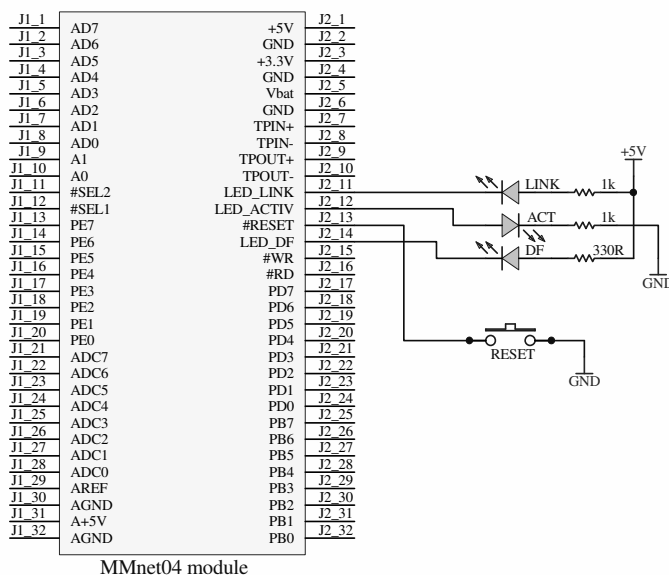 J1_1 AD7 +5V J2_1
J1_2 AD6 GND J2_2
J1_3 AD5 +3.3V J2_3
J1_4 AD4 GND J2_4
J1_5 AD3 Vbat J2_5
J1_6 AD2 GND J2_6
J1_7 AD1 TPIN+ J2_7
J1_8 AD0 TPIN- J2_8
J1_9 A1 TPOUT+ J2_9
J1_10 A0 TPOUT- J2_10
J1_11 #SEL2 LED_LINK J2_11
J1_12 #SEL1 LED_ACTIV J2_12
J1_13 PE7 #RESET J2_13
J1_14 PE6 LED_DF J2_14
J1_15 PE5 #WR J2_15
J1_16 PE4 #RD J2_16
J1_17 PE3 PD7 J2_17
J1_18 PE2 PD6 J2_18
J1_19 PE1 PD5 J2_19
J1_20 PE0 PD4 J2_20
J1_21 ADC7 PD3 J2_21
J1_22 ADC6 PD2 J2_22
J1_23 ADC5 PD1 J2_23
J1_24 ADC4 PD0 J2_24
J1_25 ADC3 PB7 J2_25
J1_26 ADC2 PB6 J2_26
J1_27 ADC1 PB5 J2_27
J1_28 ADC0 PB4 J2_28
J1_29 AREF PB3 J2_29
J1_30 AGND PB2 J2_30
J1_31 A+5V PB1 J2_31
J1_32 AGND PB0 J2_32
MMnet04 module
+5V
LINK 1k
ACT 1k
DF 330R
GND
RESET
GND